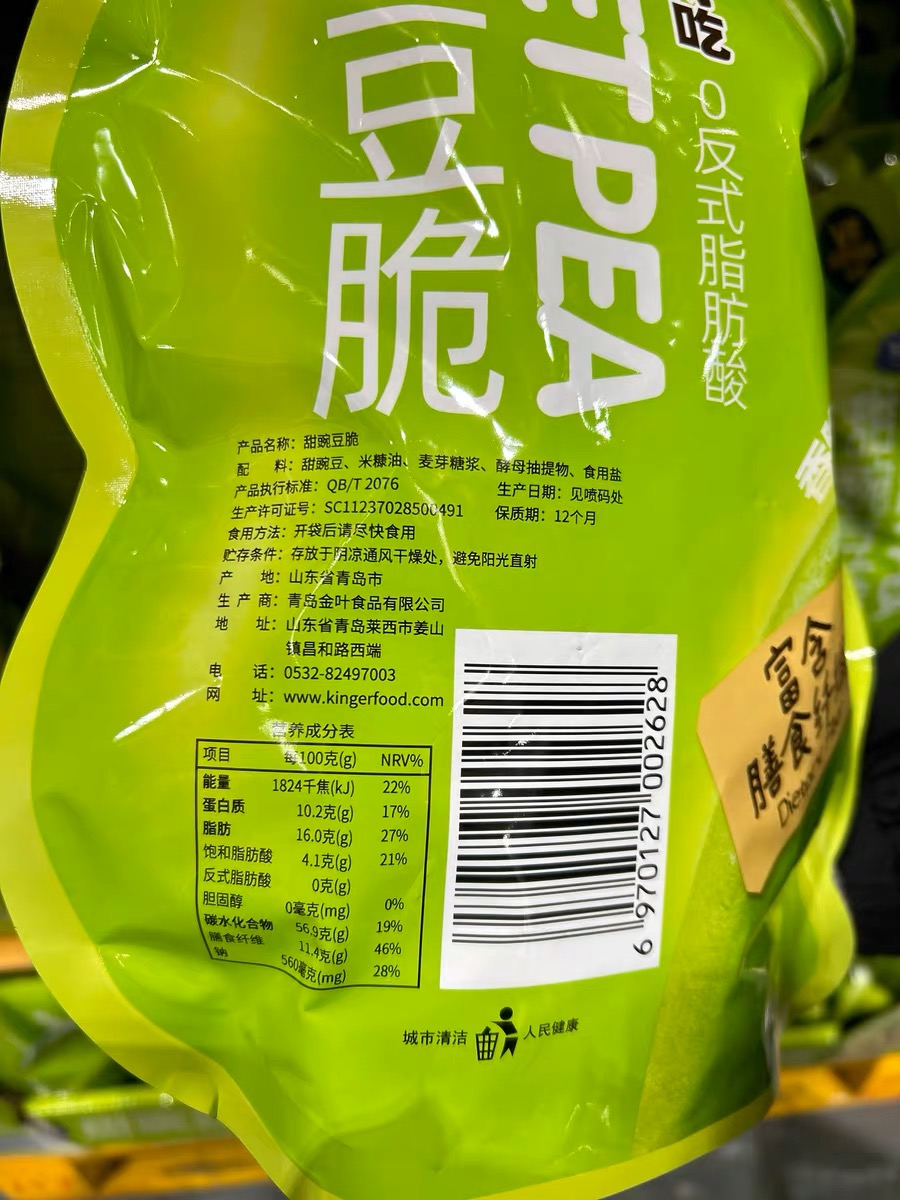 豆脆
ET PEA
吃
0反式脂肪酸
产品名称：甜豌豆脆
配 料：甜豌豆、米糠油、麦芽糖浆、酵母抽提物、食用盐
产品执行标准：QB/T 2076 生产日期：见喷码处
生产许可证号：SC11237028500491 保质期：12个月
食用方法：开袋后请尽快食用
贮存条件：存放于阴凉通风干燥处，避免阳光直射
产 地：山东省青岛市
生 产 商：青岛金叶食品有限公司
地 址：山东省青岛莱西市姜山
镇昌和路西端
电 话：0532-82497003
网 址：www.kingerfood.com
营养成分表
项目 每100克(g) NRV%
能量 1824千焦(kJ) 22%
蛋白质 10.2克(g) 17%
脂肪 16.0克(g) 27%
饱和脂肪酸 4.1克(g) 21%
反式脂肪酸 0克(g)
胆固醇 0毫克(mg) 0%
碳水化合物 56.9克(g) 19%
膳食纤维 11.4克(g) 46%
钠 560毫克(mg) 28%
6 970127 002628
富含
膳食纤
城市清洁 人民健康